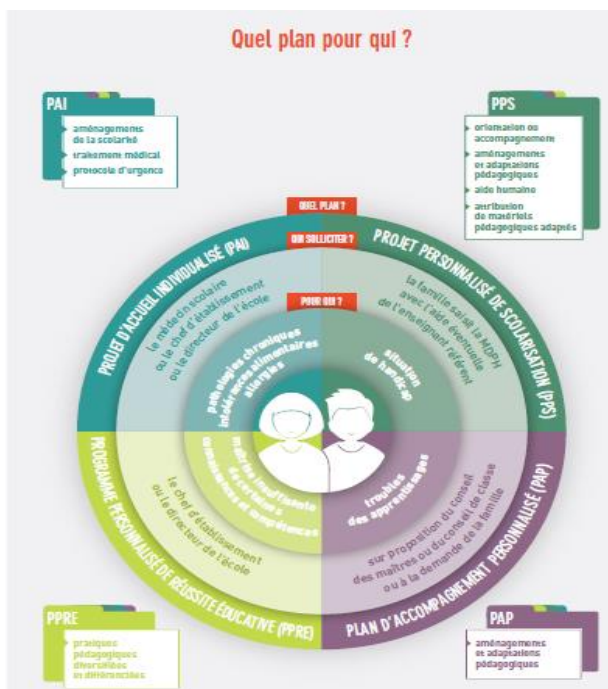 Quel plan pour qui ?
PAI
aménagements
de la scolarité
traitement médical
protocole d'urgence
PPS
orientation ou
accompagnement
aménagements
et adaptations
pédagogiques
aide humaine
attribution
de matériels
pédagogiques adaptés
QUEL PLAN ?
QUI SOLLICITER ?
POUR QUI ?
PROJET D'ACCUEIL INDIVIDUALISÉ (PAI)
le médecin scolaire
ou le chef d'établissement
ou le directeur de l'école
pathologies chroniques
intolérances alimentaires
allergies
PROJET PERSONNALISÉ DE SCOLARISATION (PPS)
la famille saisit la MDPH
avec l'aide éventuelle
de l'enseignant référent
situation
de handicap
PROGRAMME PERSONNALISÉ DE RÉUSSITE ÉDUCATIVE (PPRE)
le chef d'établissement
ou le directeur de l'école
maîtrise insuffisante
de certaines
connaissances et compétences
PLAN D'ACCOMPAGNEMENT PERSONNALISÉ (PAP)
sur proposition du conseil
des maîtres ou du conseil de classe
ou à la demande de la famille
troubles
des apprentissages
PPRE
pratiques
pédagogiques
diversifiées
et différenciées
PAP
aménagements
et adaptations
pédagogiques